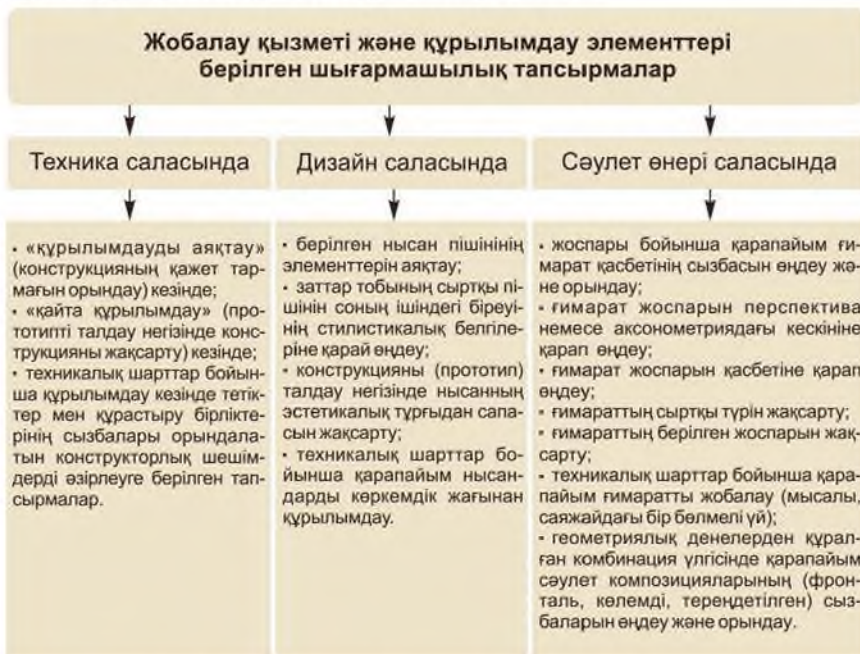 Жобалау қызметі және құрылымдау элементтері
берілген шығармашылық тапсырмалар
Техника саласында
• «құрылымдауды аяқтау»
(конструкцияның қажет тар-
мағын орындау) кезінде;
• «қайта құрылымдау» (про-
тотипті талдау негізінде конс-
трукцияны жақсарту) кезінде;
• техникалық шарттар бойын-
ша құрылымдау кезінде тетік-
тер мен құрастыру бірлікте-
рінің сызбалары орындала-
тын конструкторлық шешім-
дерді әзірлеуге берілген тап-
сырмалар.
Дизайн саласында
• берілген нысан пішінінің
элементтерін аяқтау;
• заттар тобының сыртқы пі-
шінін соның ішіндегі біреуі-
нің стилистикалық белгіле-
ріне қарай өңдеу;
• конструкцияны (прототип)
талдау негізінде нысанның
эстетикалық тұрғыдан сапа-
сын жақсарту;
• техникалық шарттар бо-
йынша қарапайым нысан-
дарды көркемдік жағынан
құрылымдау.
Сәулет өнері саласында
• жоспары бойынша қарапайым ғи-
марат қасбетінің сызбасын өңдеу жә-
не орындау;
• ғимарат жоспарын перспектива
немесе аксонометриядағы кескініне
қарап өңдеу;
• ғимарат жоспарын қасбетіне қарап
өңдеу;
• ғимараттың сыртқы түрін жақсарту;
• ғимараттың берілген жоспарын жақ-
сарту;
• техникалық шарттар бойынша қара-
пайым ғимаратты жобалау (мысалы,
саяжайдағы бір бөлмелі үй);
• геометриялық денелерден құрал-
ған комбинация үлгісінде қарапайым
сәулет композицияларының (фрон-
таль, көлемді, тереңдетілген) сыз-
баларын өңдеу және орындау.